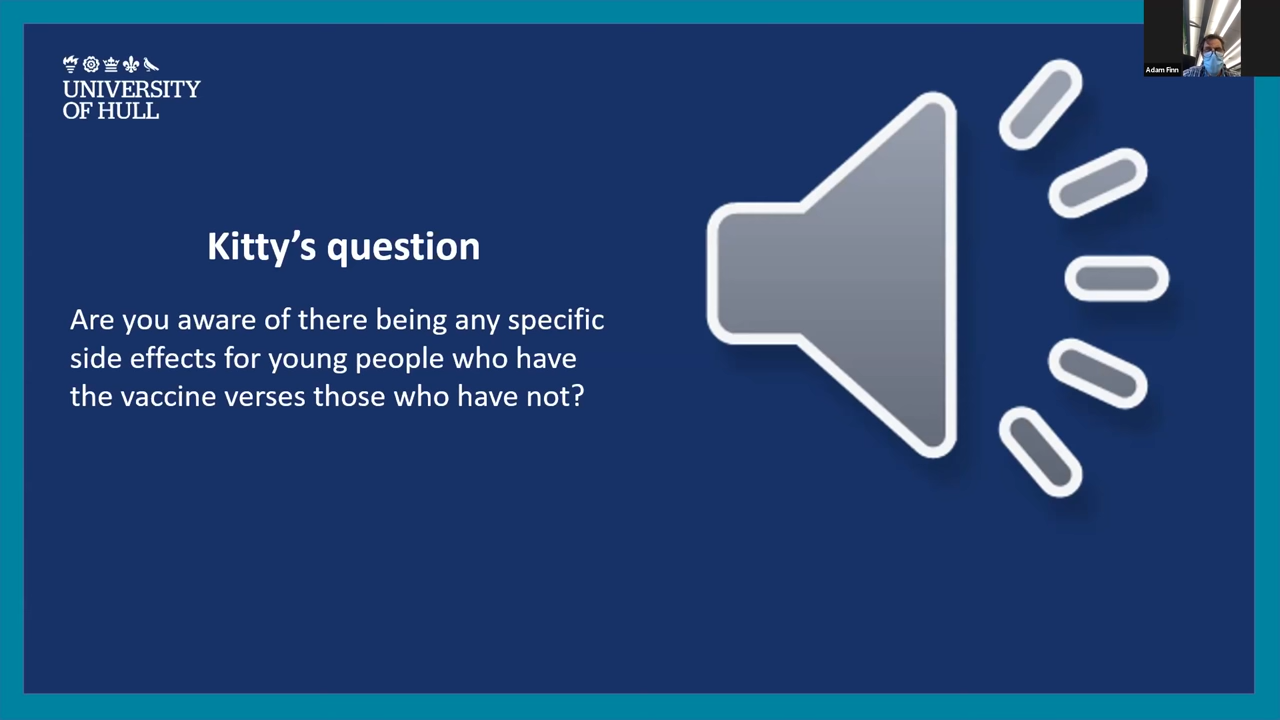 UNIVERSITY
OF HULL
Adam Finn
Kitty's question
Are you aware of there being any specific
side effects for young people who have
the vaccine verses those who have not?